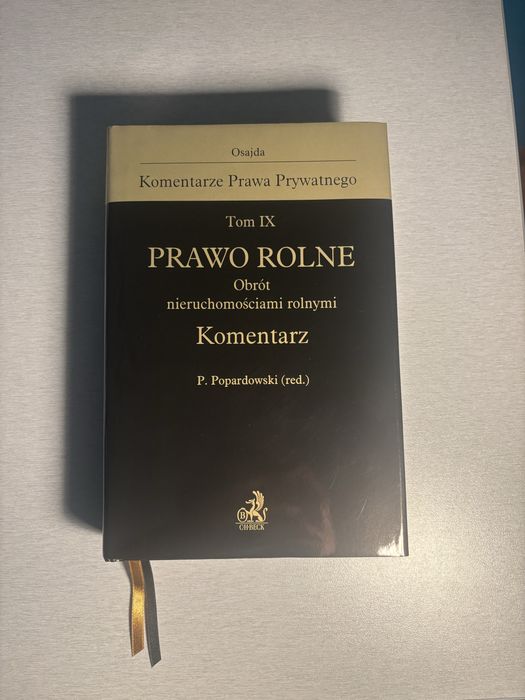 Osajda
Komentarze Prawa Prywatnego
Tom IX
PRAWO ROLNE
Obrót
nieruchomościami rolnymi
Komentarz
P. Popardowski (red.)
B
C·H·BECK